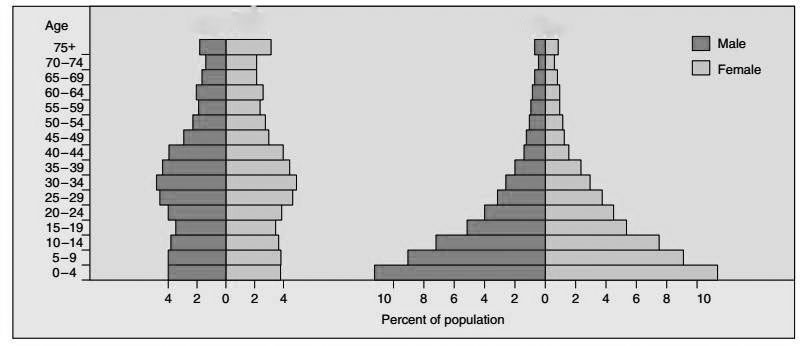 Age
75+
70–74
65–69
60–64
55–59
50–54
45–49
40–44
35–39
30–34
25–29
20–24
15–19
10–14
5–9
0–4
Male
Female
4 2 0 2 4
10 8 6 4 2 0 2 4 6 8 10
Percent of population